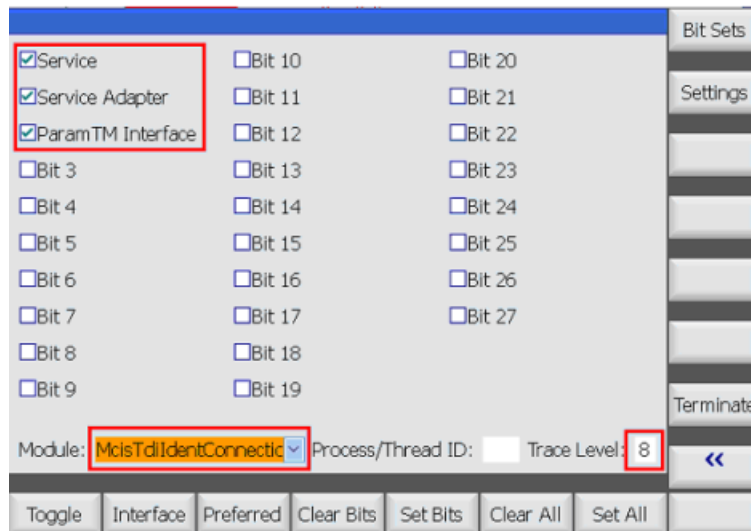 Bit Sets
Service Bit 10 Bit 20
Service Adapter Bit 11 Bit 21 Settings
ParamTM Interface Bit 12 Bit 22
Bit 3 Bit 13 Bit 23
Bit 4 Bit 14 Bit 24
Bit 5 Bit 15 Bit 25
Bit 6 Bit 16 Bit 26
Bit 7 Bit 17 Bit 27
Bit 8 Bit 18
Bit 9 Bit 19
Terminate
Module: McisTdiIdentConnectic Process/Thread ID: Trace Level: 8
<<
Toggle Interface Preferred Clear Bits Set Bits Clear All Set All